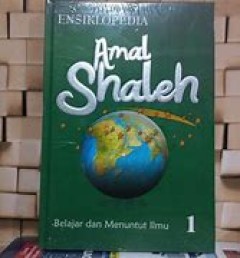 ENSIKLOPEDIA
Amal
Shaleh
Belajar dan Menuntut Ilmu 1